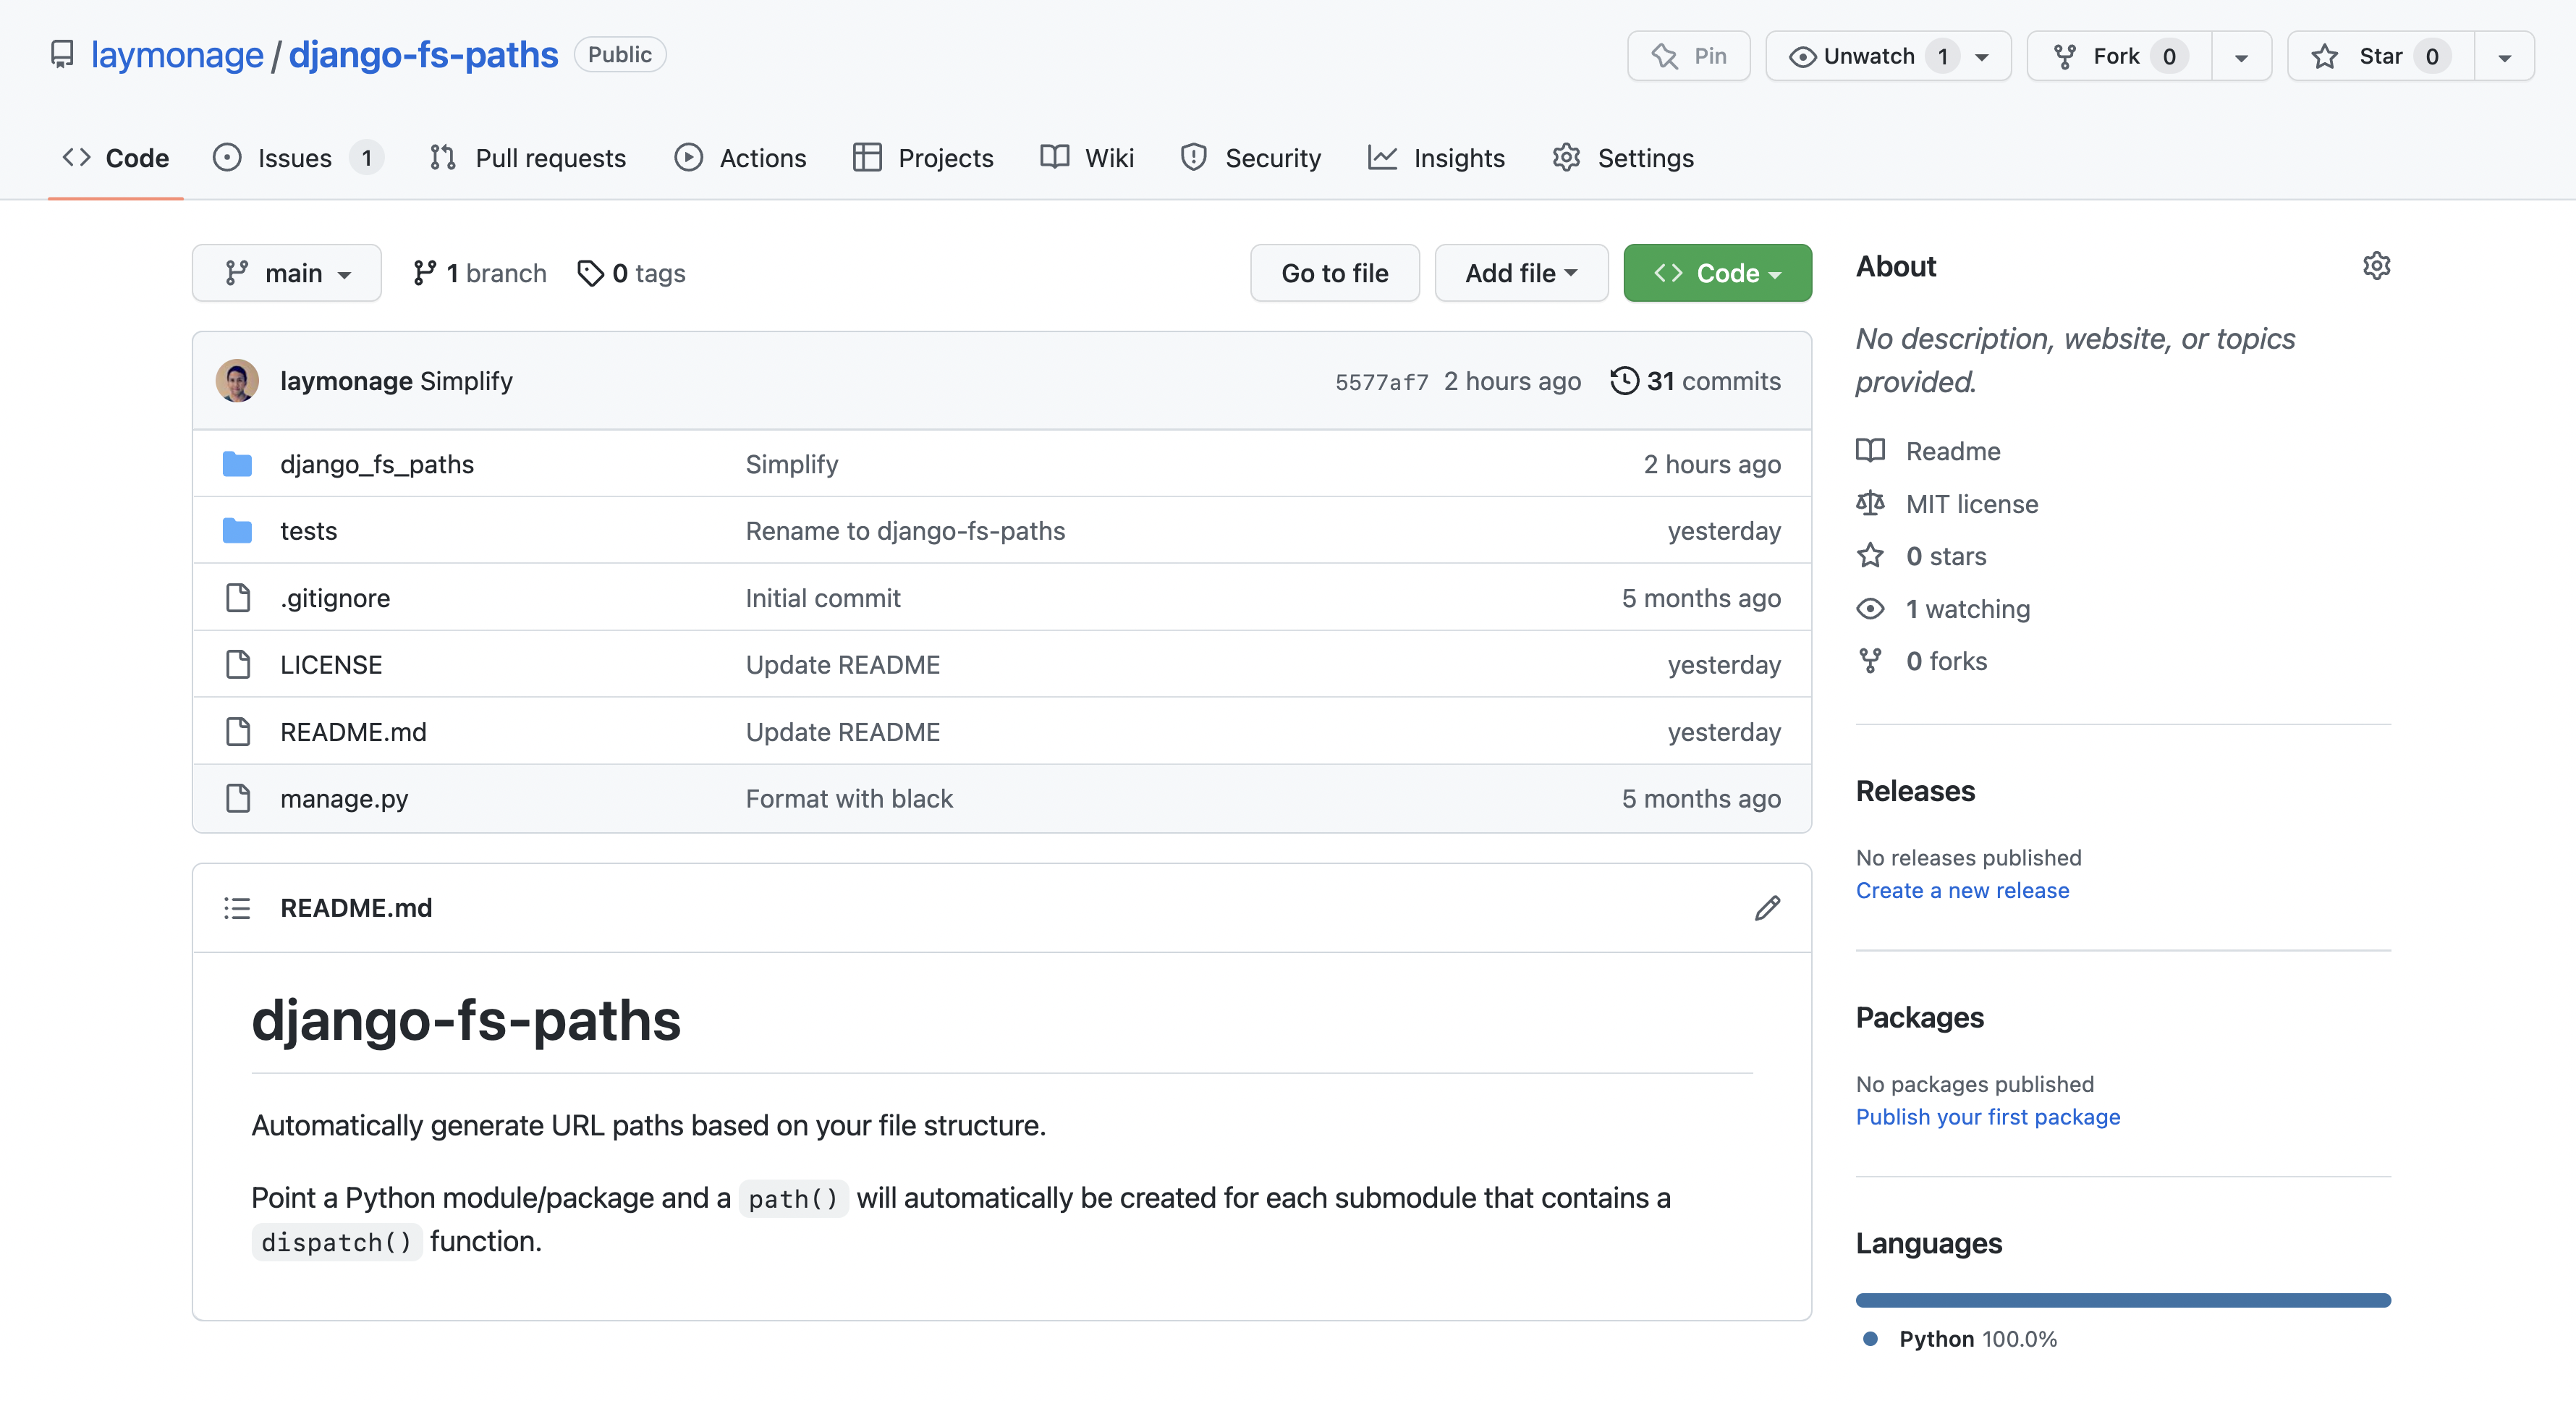 laymonage / django-fs-paths Public
Pin
Unwatch 1
Fork 0
Star 0
Code
Issues 1
Pull requests
Actions
Projects
Wiki
Security
Insights
Settings
main
1 branch
0 tags
Go to file
Add file
Code
laymonage Simplify 5577af7 2 hours ago 31 commits
django_fs_paths Simplify 2 hours ago
tests Rename to django-fs-paths yesterday
.gitignore Initial commit 5 months ago
LICENSE Update README yesterday
README.md Update README yesterday
manage.py Format with black 5 months ago
README.md
django-fs-paths
Automatically generate URL paths based on your file structure.
Point a Python module/package and a path() will automatically be created for each submodule that contains a
dispatch() function.
About
No description, website, or topics
provided.
Readme
MIT license
0 stars
1 watching
0 forks
Releases
No releases published
Create a new release
Packages
No packages published
Publish your first package
Languages
Python 100.0%